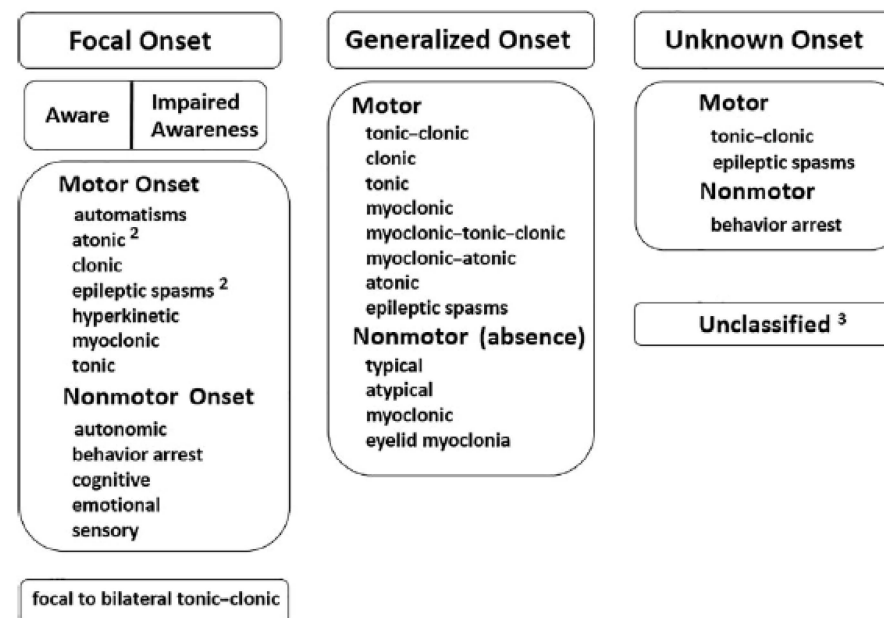 Focal Onset
Aware
Impaired
Awareness
Motor Onset
automatisms
atonic ²
clonic
epileptic spasms ²
hyperkinetic
myoclonic
tonic
Nonmotor Onset
autonomic
behavior arrest
cognitive
emotional
sensory
focal to bilateral tonic–clonic
Generalized Onset
Motor
tonic–clonic
clonic
tonic
myoclonic
myoclonic–tonic–clonic
myoclonic–atonic
atonic
epileptic spasms
Nonmotor (absence)
typical
atypical
myoclonic
eyelid myoclonia
Unknown Onset
Motor
tonic–clonic
epileptic spasms
Nonmotor
behavior arrest
Unclassified ³